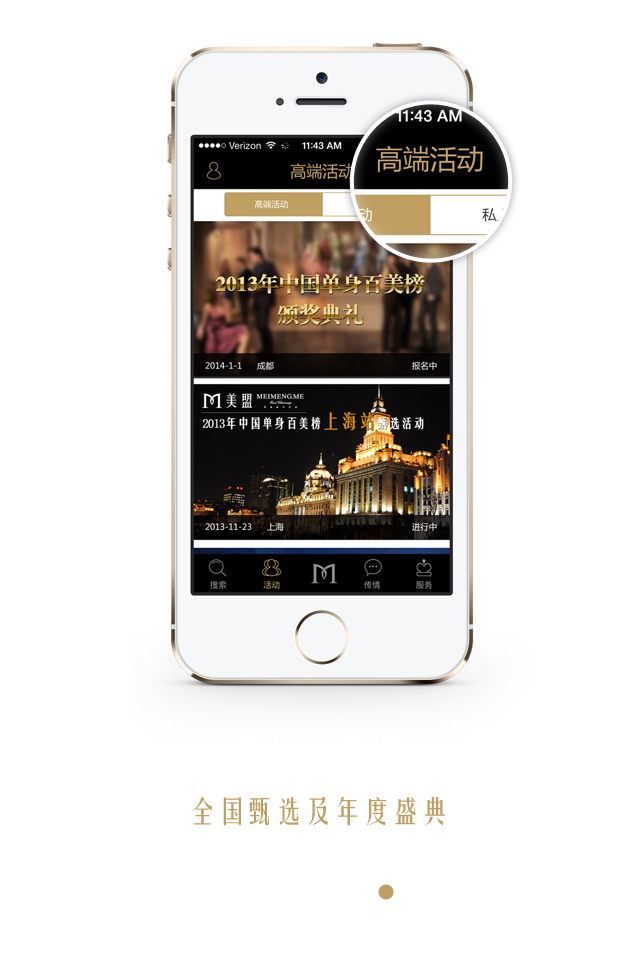 Verizon 11:43 AM
11:43 AM
高端活动
高端活动
高端活动
动 私
2013年中国单身百美榜
颁奖典礼
2014-1-1 成都 报名中
M 美盟 MEIMENG.ME
2013年中国单身百美榜上海站甄选活动
2013-11-23 上海 进行中
搜索 活动 M 传情 服务
全国甄选及年度盛典